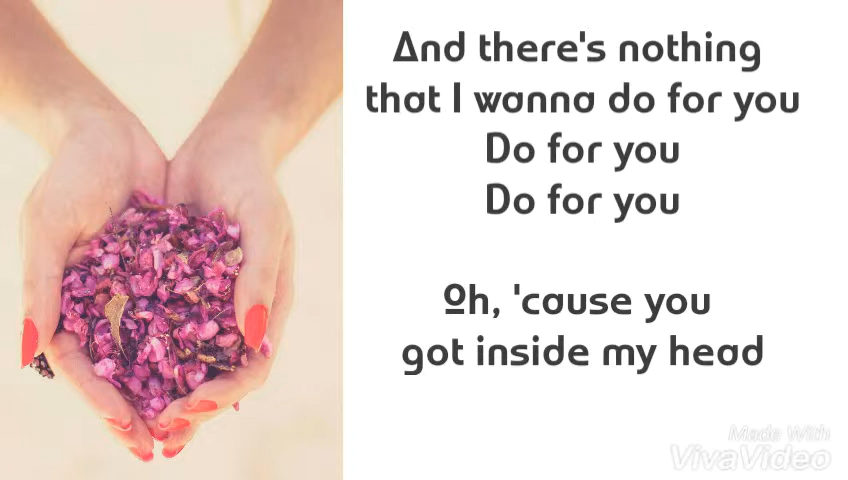 And there's nothing
that I wanna do for you
Do for you
Do for you
Oh, 'cause you
got inside my head
Made With
VivaVideo